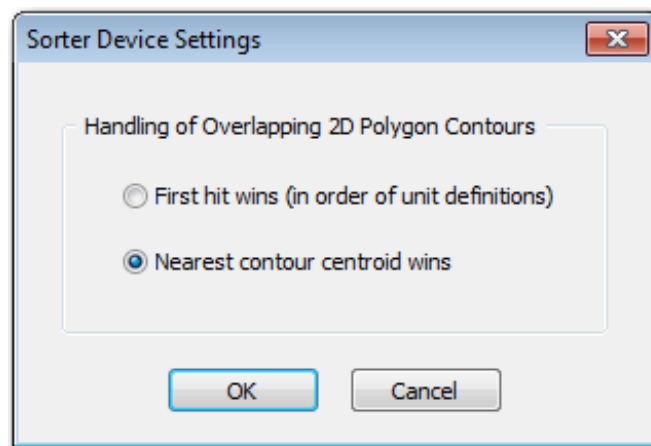 Sorter Device Settings
Handling of Overlapping 2D Polygon Contours
First hit wins (in order of unit definitions)
Nearest contour centroid wins
OK Cancel